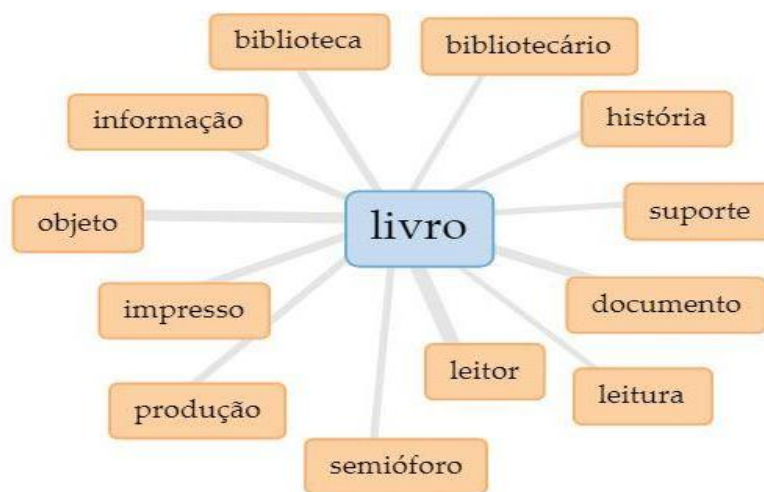 biblioteca
bibliotecário
informação
história
objeto
livro
suporte
impresso
documento
leitor
leitura
produção
semióforo